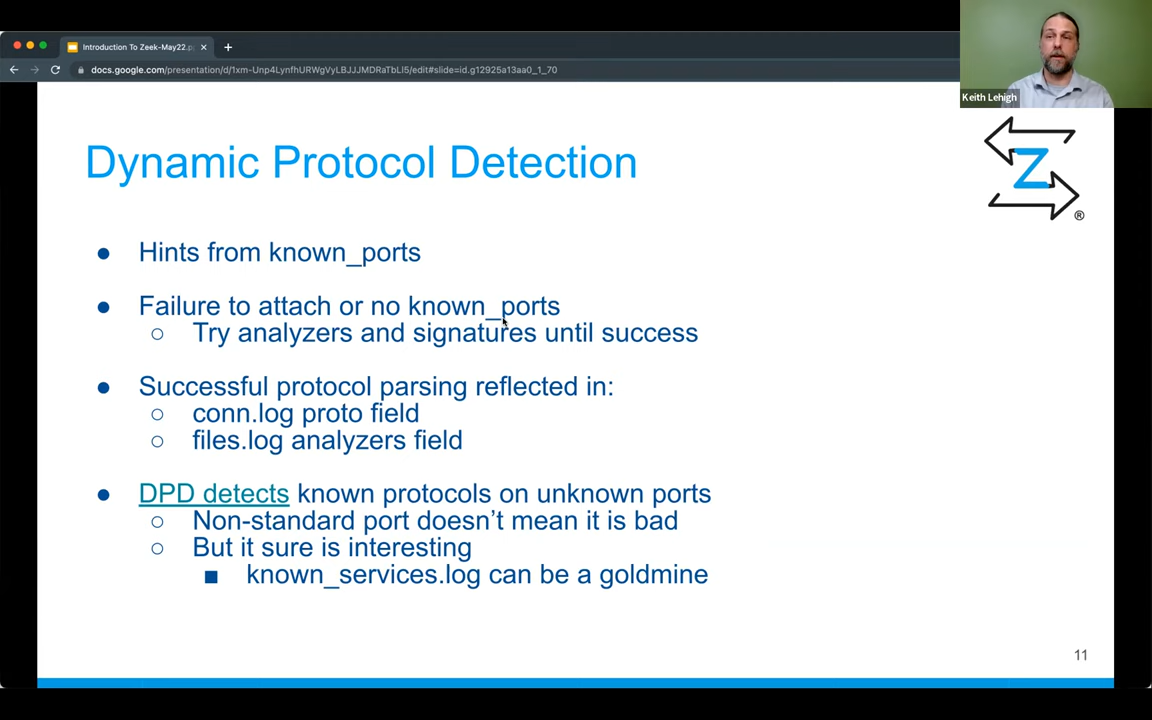 Introduction To Zeek-May22.p
docs.google.com/presentation/d/1xm-Unp4LynfhURWgVyLBJJJMDRaTbLl5/edit#slide=id.g12925a13aa0_1_70
Keith Lehigh
Dynamic Protocol Detection
Z
®
Hints from known_ports
Failure to attach or no known_ports
Try analyzers and signatures until success
Successful protocol parsing reflected in:
conn.log proto field
files.log analyzers field
DPD detects known protocols on unknown ports
Non-standard port doesn't mean it is bad
But it sure is interesting
known_services.log can be a goldmine
11